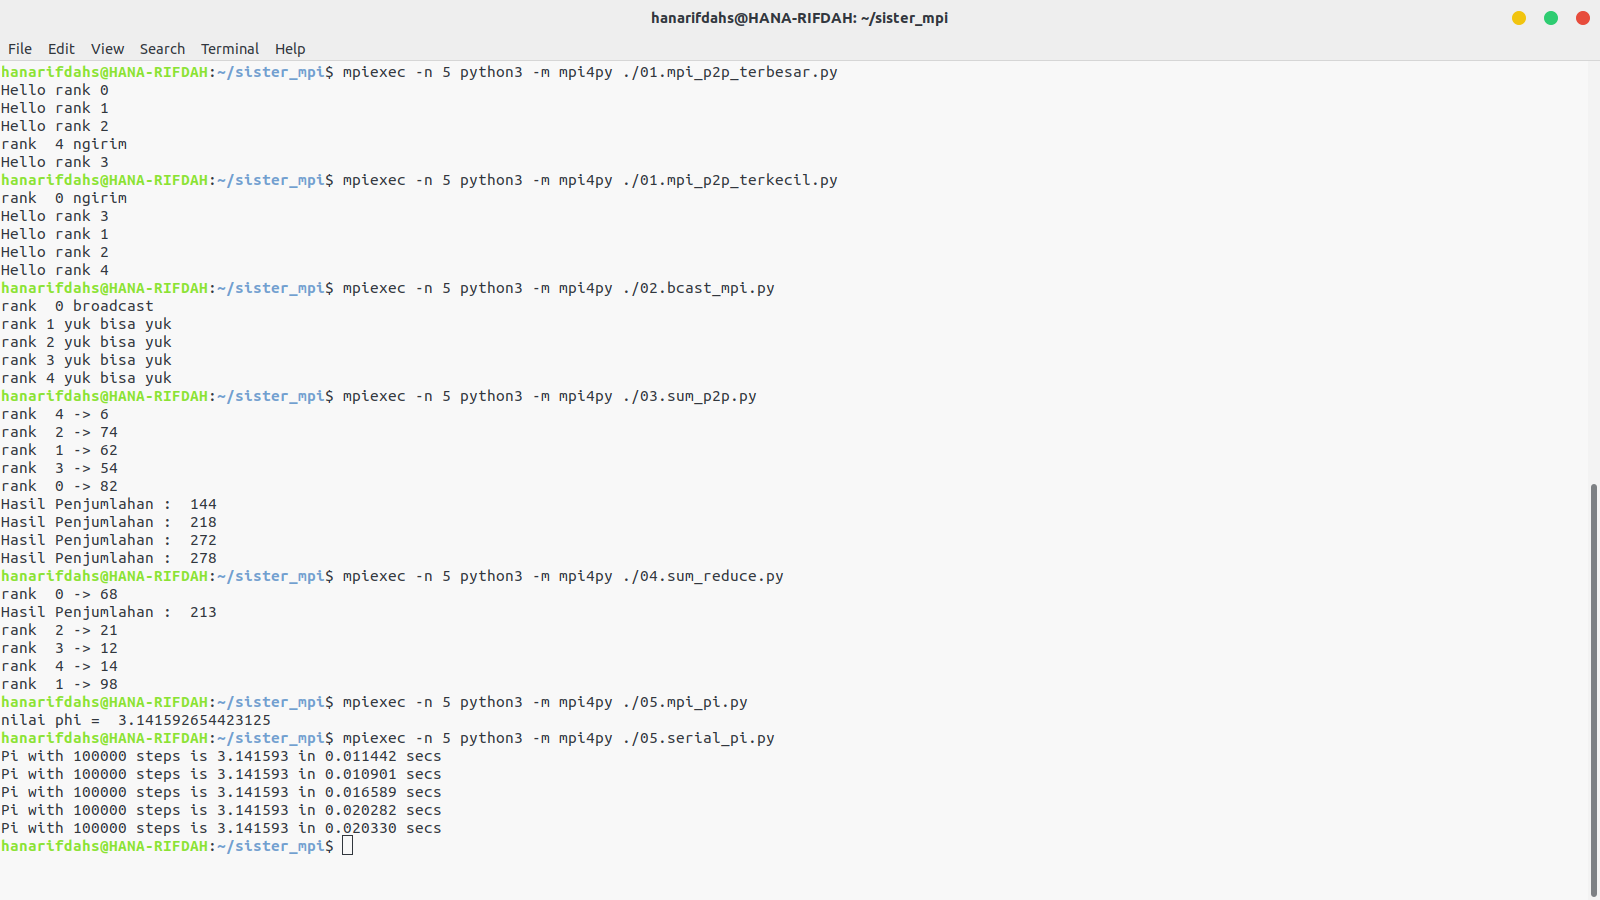 hanarifdahs@HANA-RIFDAH: ~/sister_mpi
File Edit View Search Terminal Help
hanarifdahs@HANA-RIFDAH:~/sister_mpi$ mpiexec -n 5 python3 -m mpi4py ./01.mpi_p2p_terbesar.py
Hello rank 0
Hello rank 1
Hello rank 2
rank  4 ngirim
Hello rank 3
hanarifdahs@HANA-RIFDAH:~/sister_mpi$ mpiexec -n 5 python3 -m mpi4py ./01.mpi_p2p_terkecil.py
rank  0 ngirim
Hello rank 3
Hello rank 1
Hello rank 2
Hello rank 4
hanarifdahs@HANA-RIFDAH:~/sister_mpi$ mpiexec -n 5 python3 -m mpi4py ./02.bcast_mpi.py
rank  0 broadcast
rank 1 yuk bisa yuk
rank 2 yuk bisa yuk
rank 3 yuk bisa yuk
rank 4 yuk bisa yuk
hanarifdahs@HANA-RIFDAH:~/sister_mpi$ mpiexec -n 5 python3 -m mpi4py ./03.sum_p2p.py
rank  4 -> 6
rank  2 -> 74
rank  1 -> 62
rank  3 -> 54
rank  0 -> 82
Hasil Penjumlahan :  144
Hasil Penjumlahan :  218
Hasil Penjumlahan :  272
Hasil Penjumlahan :  278
hanarifdahs@HANA-RIFDAH:~/sister_mpi$ mpiexec -n 5 python3 -m mpi4py ./04.sum_reduce.py
rank  0 -> 68
Hasil Penjumlahan :  213
rank  2 -> 21
rank  3 -> 12
rank  4 -> 14
rank  1 -> 98
hanarifdahs@HANA-RIFDAH:~/sister_mpi$ mpiexec -n 5 python3 -m mpi4py ./05.mpi_pi.py
nilai phi =  3.141592654423125
hanarifdahs@HANA-RIFDAH:~/sister_mpi$ mpiexec -n 5 python3 -m mpi4py ./05.serial_pi.py
Pi with 100000 steps is 3.141593 in 0.011442 secs
Pi with 100000 steps is 3.141593 in 0.010901 secs
Pi with 100000 steps is 3.141593 in 0.016589 secs
Pi with 100000 steps is 3.141593 in 0.020282 secs
Pi with 100000 steps is 3.141593 in 0.020330 secs
hanarifdahs@HANA-RIFDAH:~/sister_mpi$